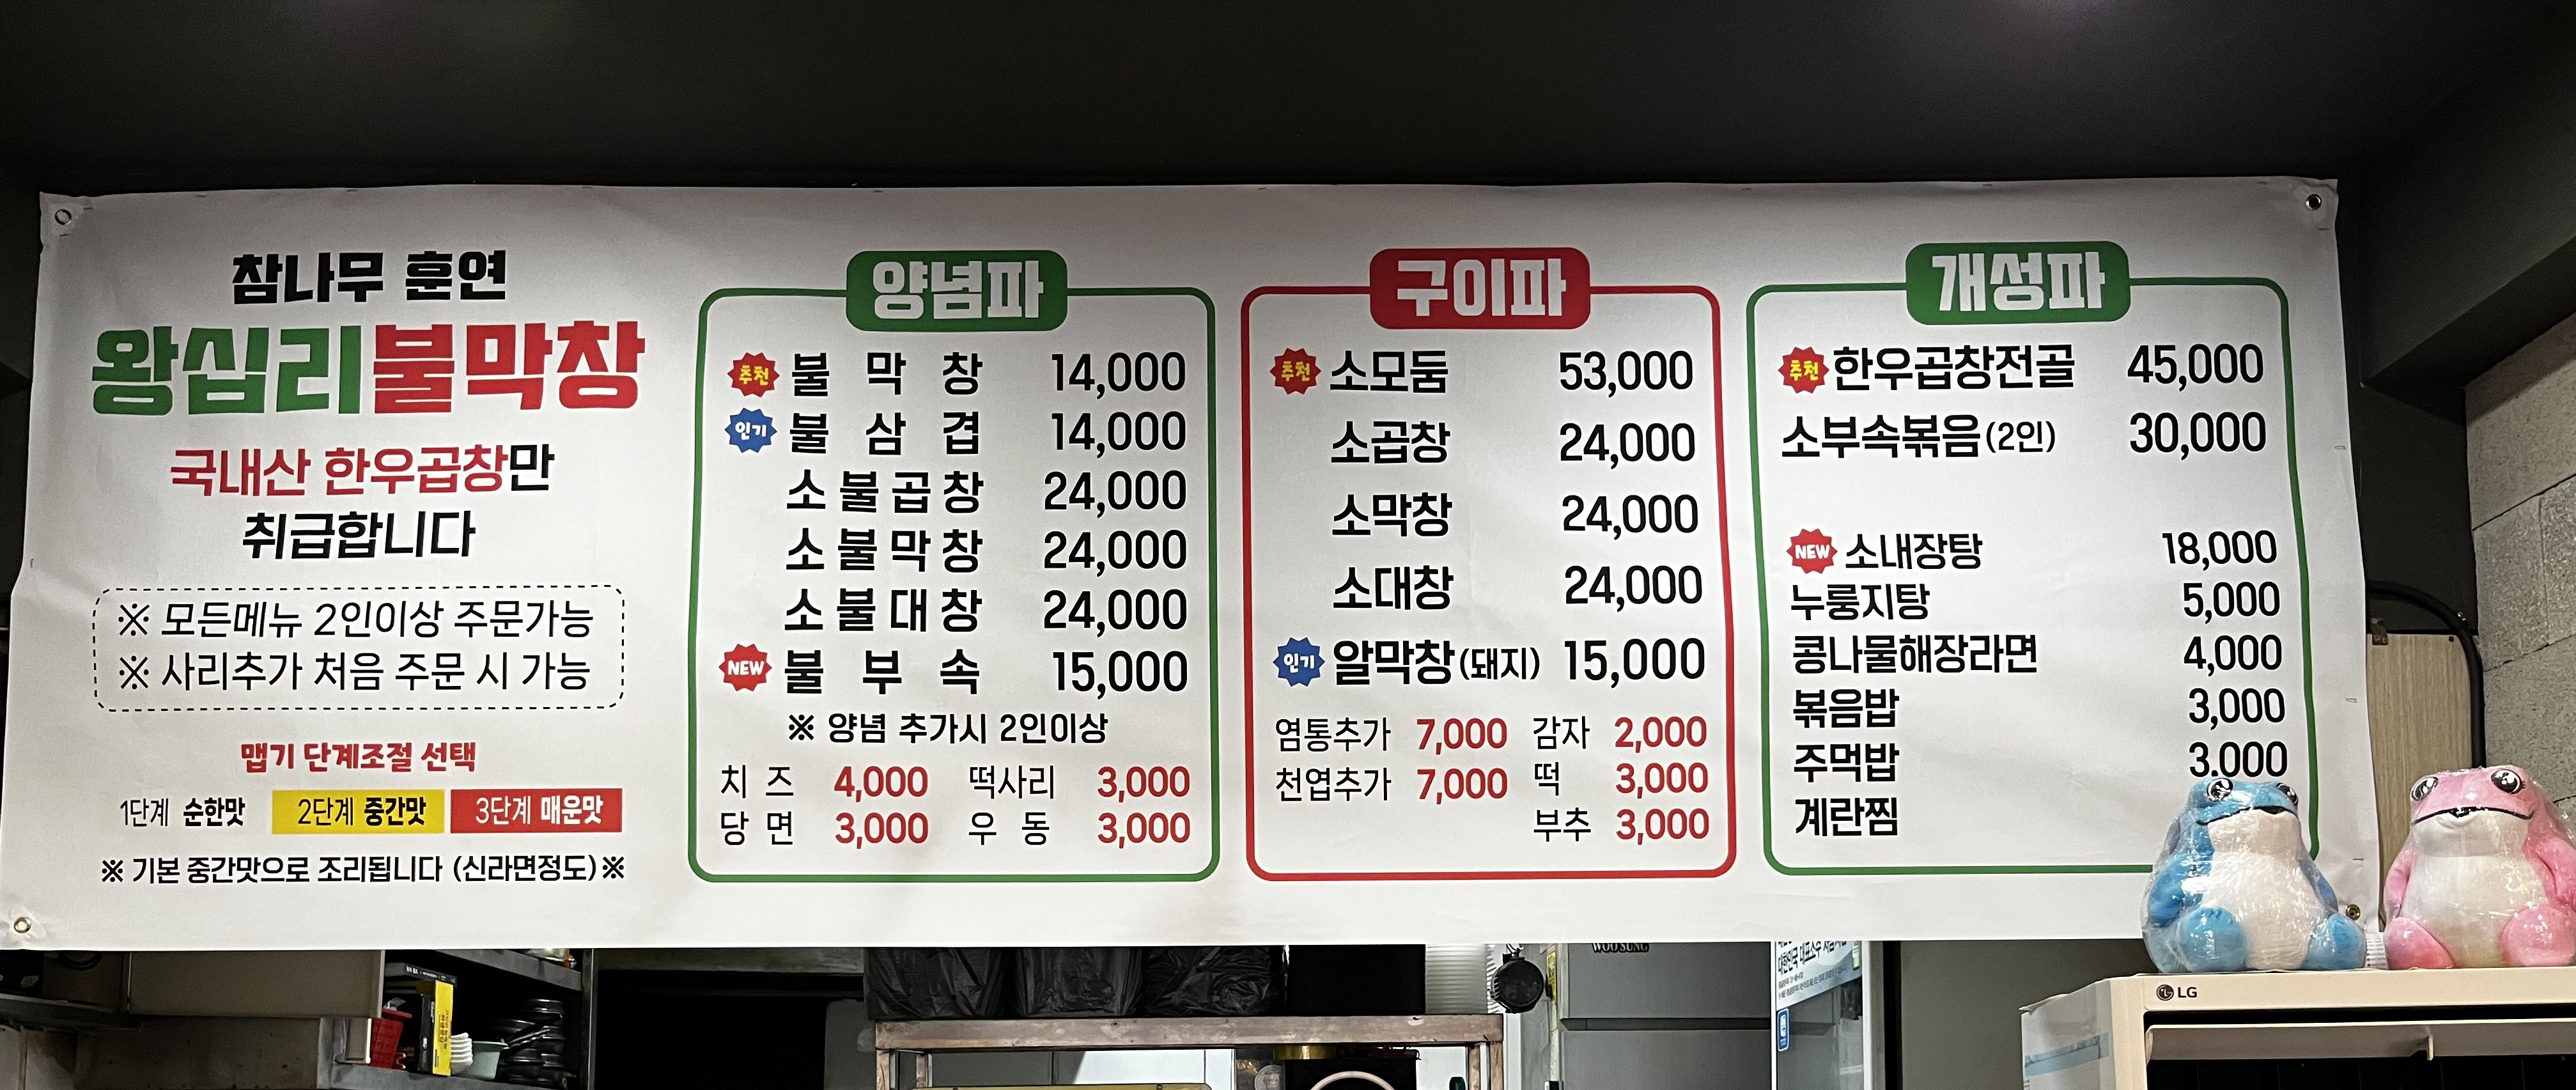 참나무 훈연
왕십리불막창
국내산 한우곱창만
취급합니다
※ 모든메뉴 2인이상 주문가능
※ 사리추가 처음 주문 시 가능
맵기 단계조절 선택
1단계 순한맛 2단계 중간맛 3단계 매운맛
※ 기본 중간맛으로 조리됩니다 (신라면정도)※
양념파
추천 불 막 창 14,000
인기 불 삼 겹 14,000
소불곱창 24,000
소불막창 24,000
소불대창 24,000
NEW 불 부 속 15,000
※ 양념 추가시 2인이상
치 즈 4,000 떡사리 3,000
당 면 3,000 우 동 3,000
구이파
추천 소모둠 53,000
소곱창 24,000
소막창 24,000
소대창 24,000
인기 알막창(돼지) 15,000
염통추가 7,000 감자 2,000
천엽추가 7,000 떡 3,000
부추 3,000
개성파
추천 한우곱창전골 45,000
소부속볶음(2인) 30,000
NEW 소내장탕 18,000
누룽지탕 5,000
콩나물해장라면 4,000
볶음밥 3,000
주먹밥 3,000
계란찜
WOO SUNG
LG